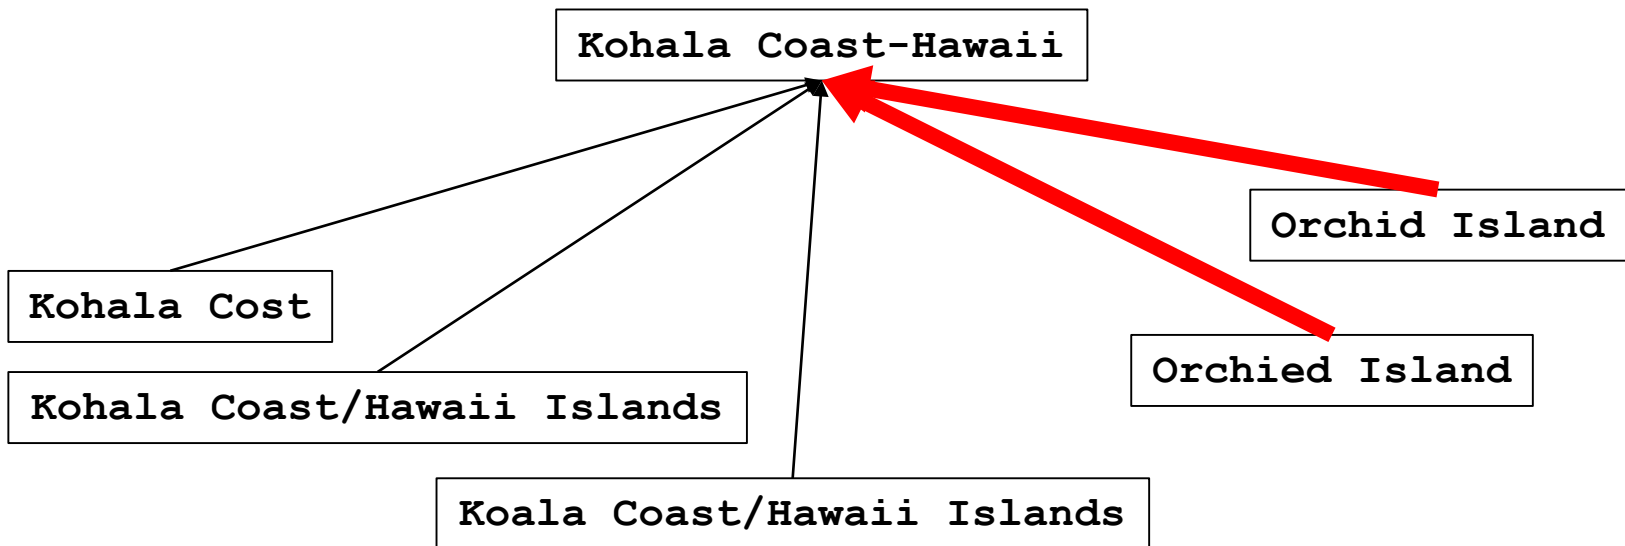 Kohala Coast-Hawaii
Orchid Island
Kohala Cost
Orchied Island
Kohala Coast/Hawaii Islands
Koala Coast/Hawaii Islands